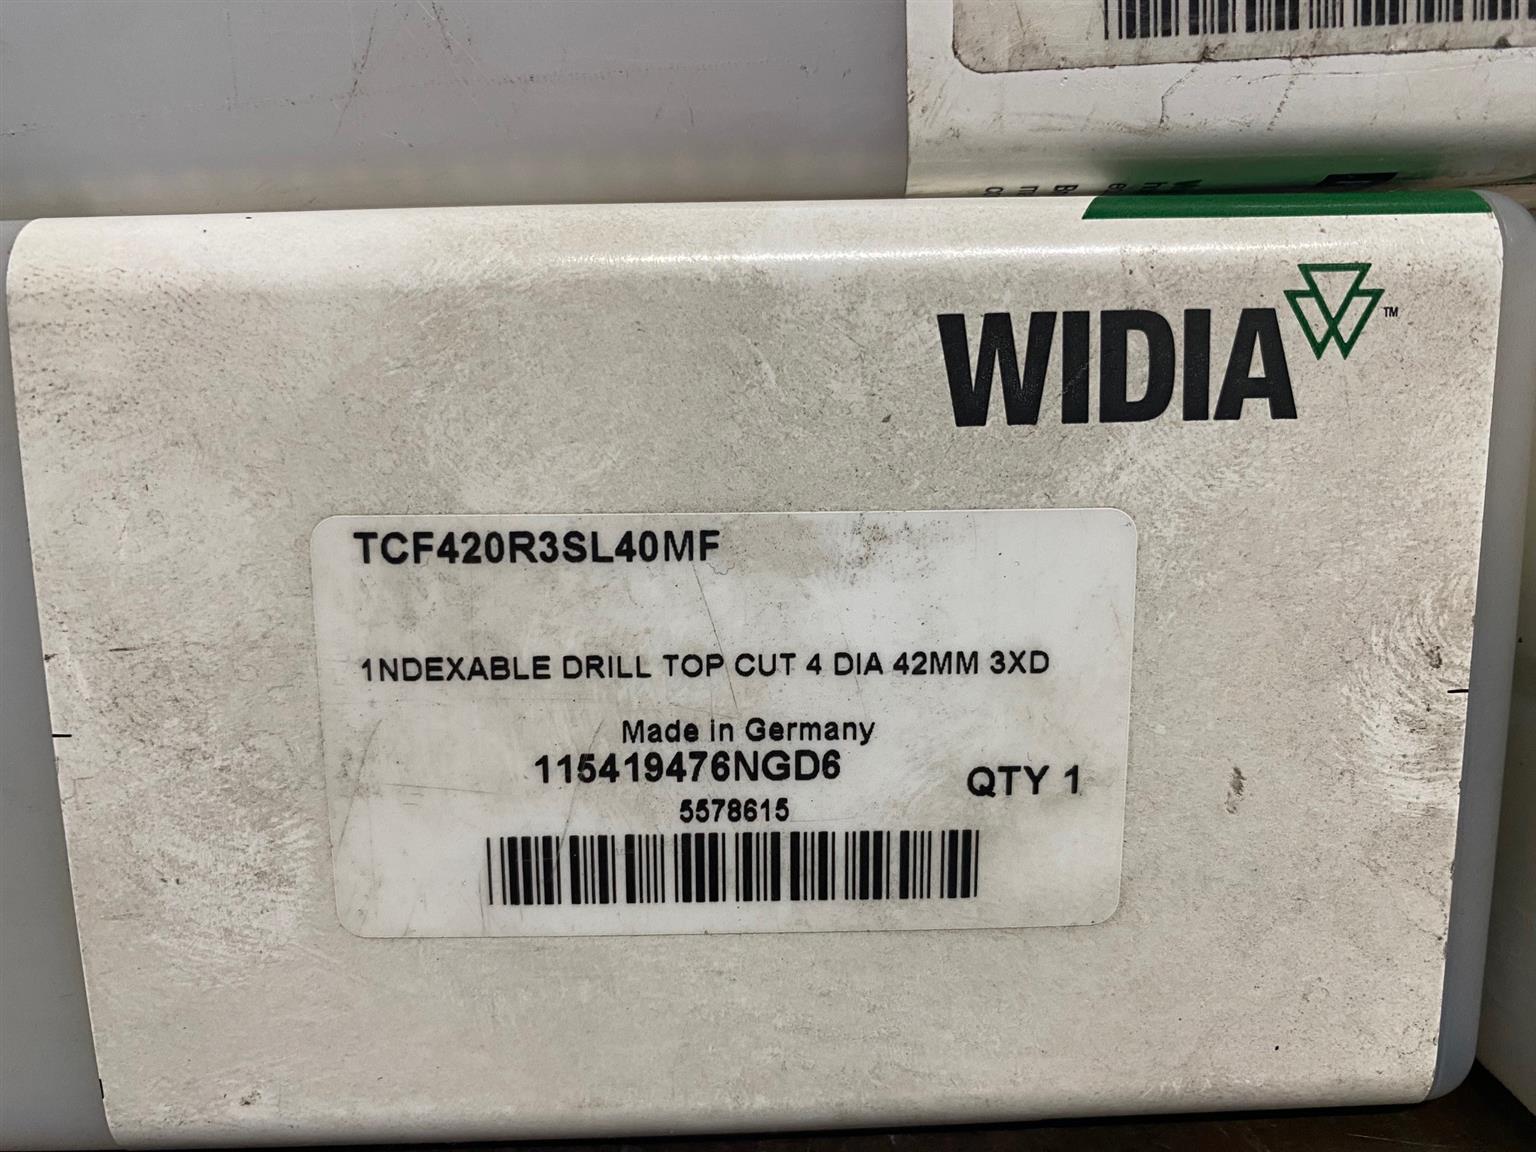 WIDIA™
TCF420R3SL40MF
1NDEXABLE DRILL TOP CUT 4 DIA 42MM 3XD
Made in Germany
115419476NGD6
QTY 1
5578615